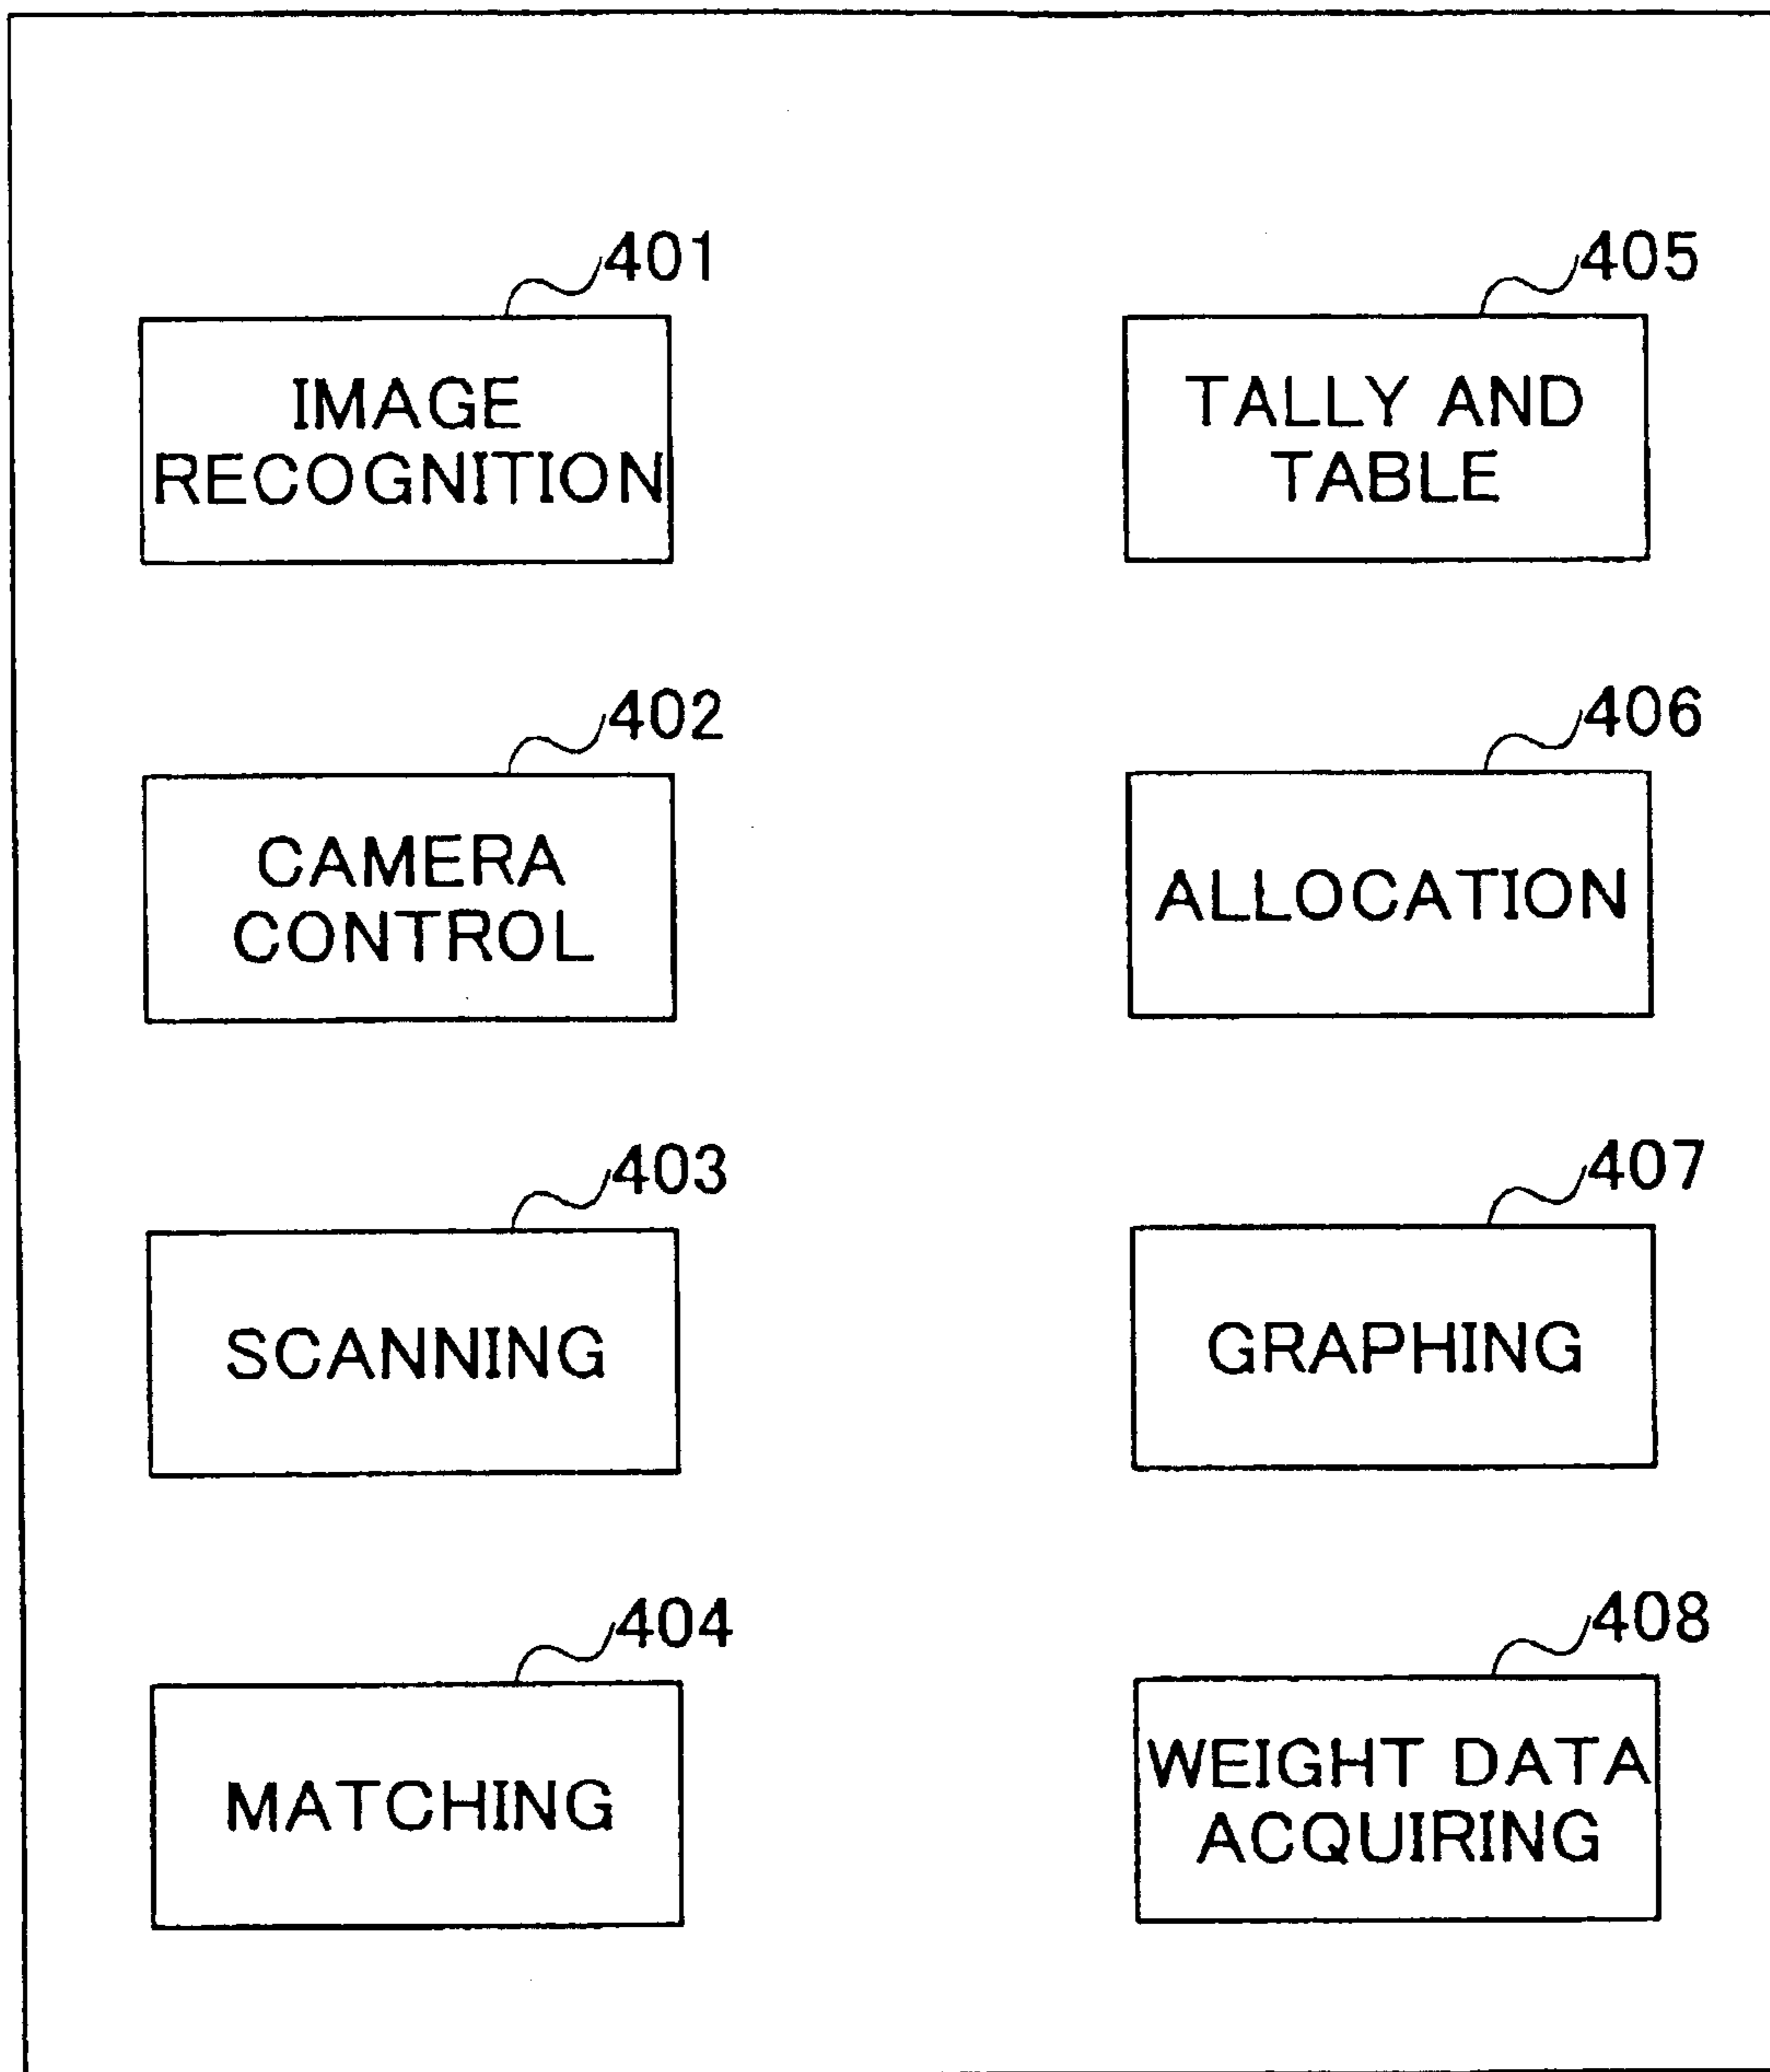 401
IMAGE
RECOGNITION
402
CAMERA
CONTROL
403
SCANNING
404
MATCHING
405
TALLY AND
TABLE
406
ALLOCATION
407
GRAPHING
408
WEIGHT DATA
ACQUIRING